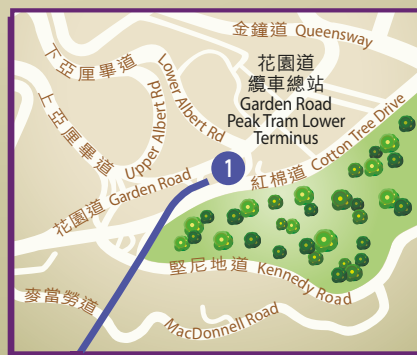 金鐘道 Queensway
下亞厘畢道
Lower Albert Rd
花園道
纜車總站
Garden Road
Peak Tram Lower
Terminus
上亞厘畢道
Upper Albert Rd
1
紅棉道 Cotton Tree Drive
花園道 Garden Road
堅尼地道 Kennedy Road
麥當勞道
MacDonnell Road